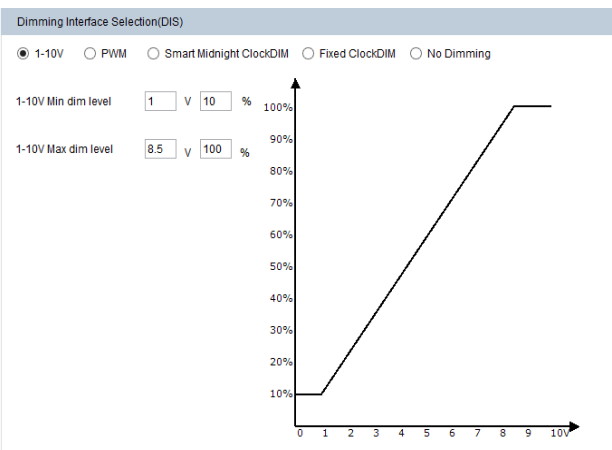 Dimming Interface Selection(DIS)
1-10V PWM Smart Midnight ClockDIM Fixed ClockDIM No Dimming
1-10V Min dim level 1 V 10 %
1-10V Max dim level 8.5 V 100 %
100%
90%
80%
70%
60%
50%
40%
30%
20%
10%
0 1 2 3 4 5 6 7 8 9 10V